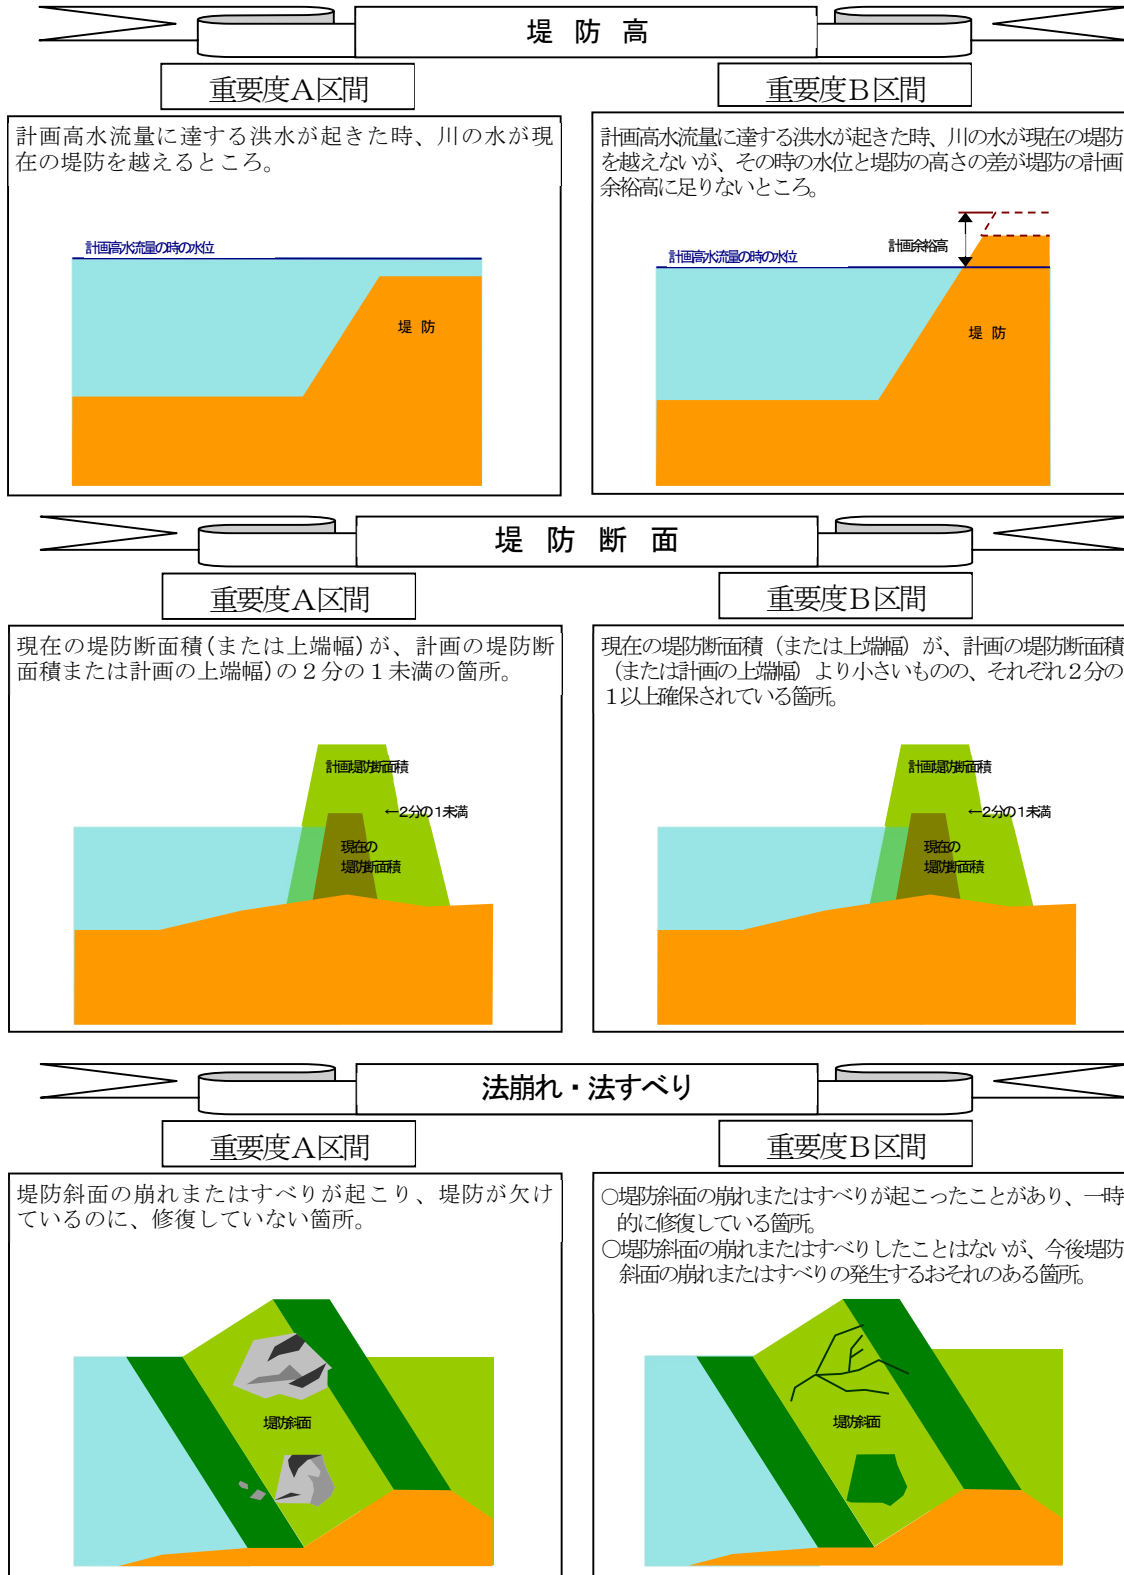 堤 防 高
重要度Ａ区間
計画高水流量に達する洪水が起きた時、川の水が現
在の堤防を越えるところ。
計画高水流量の時の水位
堤 防
重要度Ｂ区間
計画高水流量に達する洪水が起きた時、川の水が現在の堤防
を越えないが、その時の水位と堤防の高さの差が堤防の計画
余裕高に足りないところ。
計画余裕高
計画高水流量の時の水位
堤 防
堤 防 断 面
重要度Ａ区間
現在の堤防断面積(または上端幅)が、計画の堤防断
面積または計画の上端幅)の２分の１未満の箇所。
計画堤防断面積
←2分の1未満
現在の
堤防断面積
重要度Ｂ区間
現在の堤防断面積（または上端幅）が、計画の堤防断面積
（または計画の上端幅）より小さいものの、それぞれ２分の
１以上確保されている箇所。
計画堤防断面積
←2分の1未満
現在の
堤防断面積
法崩れ・法すべり
重要度Ａ区間
堤防斜面の崩れまたはすべりが起こり、堤防が欠け
ているのに、修復していない箇所。
堤防斜面
重要度Ｂ区間
○堤防斜面の崩れまたはすべりが起こったことがあり、一時
的に修復している箇所。
○堤防斜面の崩れまたはすべりしたことはないが、今後堤防
斜面の崩れまたはすべりの発生するおそれのある箇所。
堤防斜面